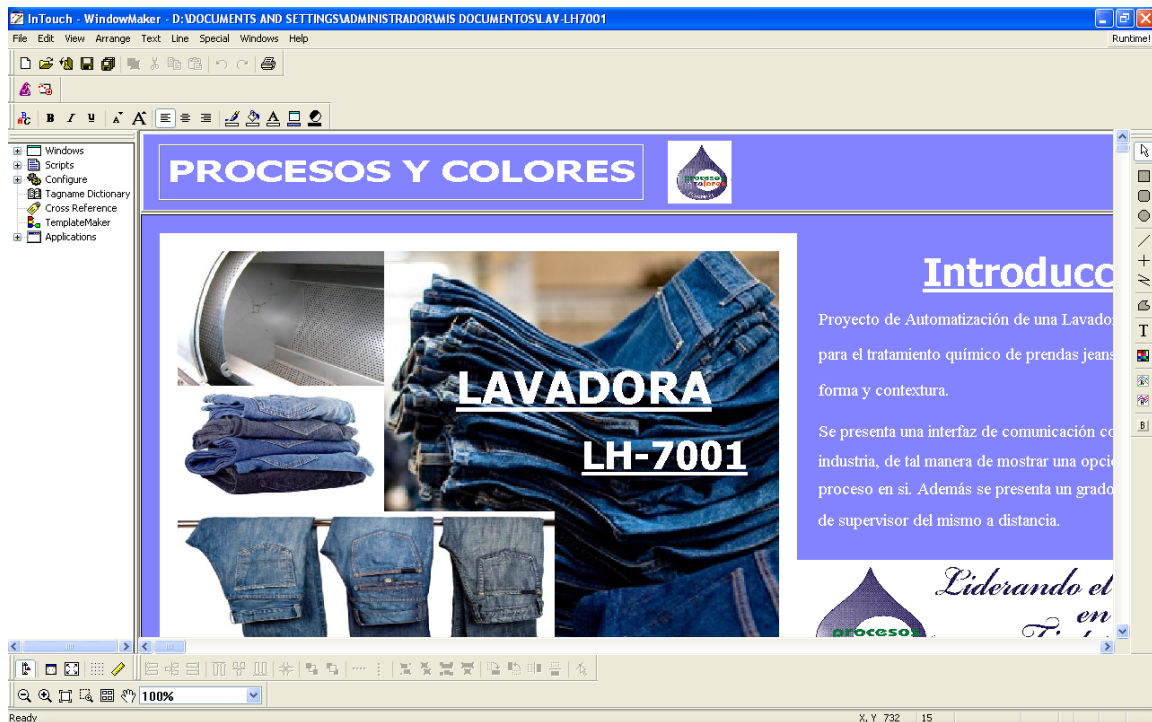 InTouch - WindowMaker - D:\DOCUMENTS AND SETTINGS\ADMINISTRADOR\MIS DOCUMENTOS\LAV-LH7001
File Edit View Arrange Text Line Special Windows Help
Runtime!
Windows
Scripts
Configure
Tagname Dictionary
Cross Reference
TemplateMaker
Applications
PROCESOS Y COLORES
procesos
colores
LAVADORA
LH-7001
Introducc
Proyecto de Automatización de una Lavado
para el tratamiento químico de prendas jeans
forma y contextura.
Se presenta una interfaz de comunicación co
industria, de tal manera de mostrar una opci
proceso en si. Además se presenta un grado
de supervisor del mismo a distancia.
Liderando el
en
procesos
100%
Ready
X, Y 732 15